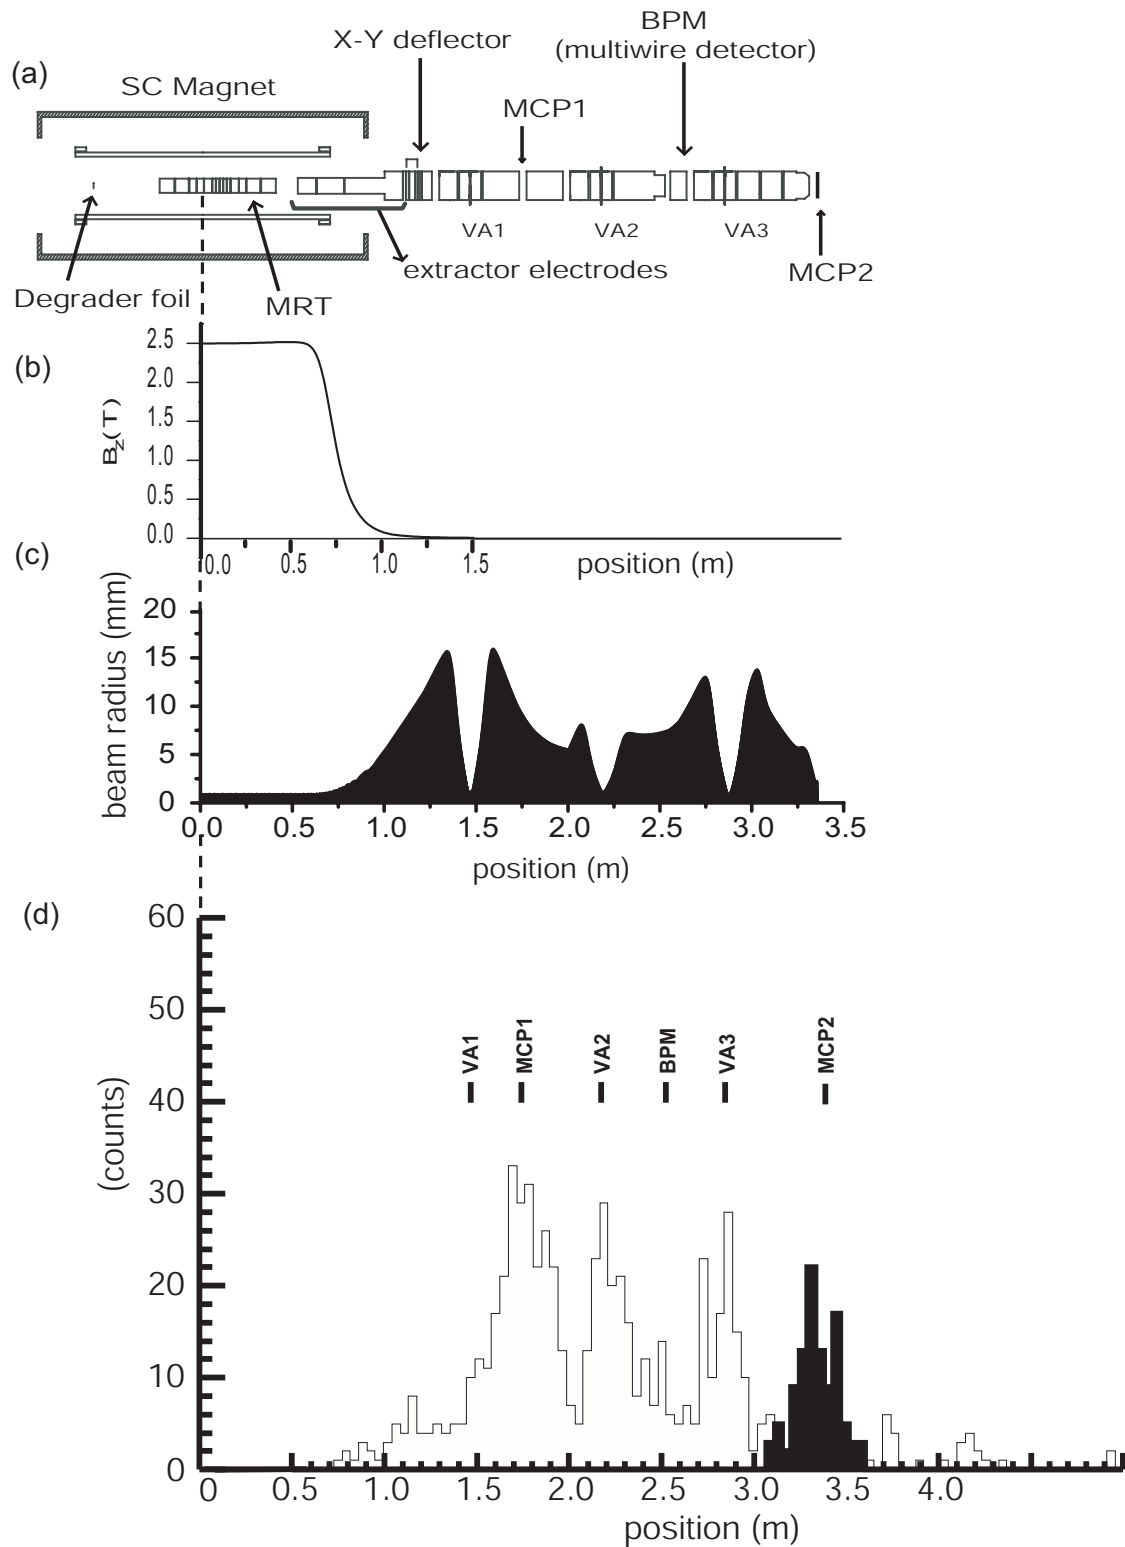 BPM
X-Y deflector
(multiwire detector)
(a)
SC Magnet
MCP1
VA1
VA2
VA3
extractor electrodes
MCP2
Degrader foil
MRT
(b)
2.5
2.0
1.5
1.0
0.5
0.0
Bz(T)
0.0
0.5
1.0
1.5
position (m)
(c)
20
15
10
5
0
beam radius (mm)
0.0
0.5
1.0
1.5
2.0
2.5
3.0
3.5
position (m)
(d)
60
50
40
30
20
10
0
(counts)
VA1
MCP1
VA2
BPM
VA3
MCP2
0
0.5
1.0
1.5
2.0
2.5
3.0
3.5
4.0
position (m)